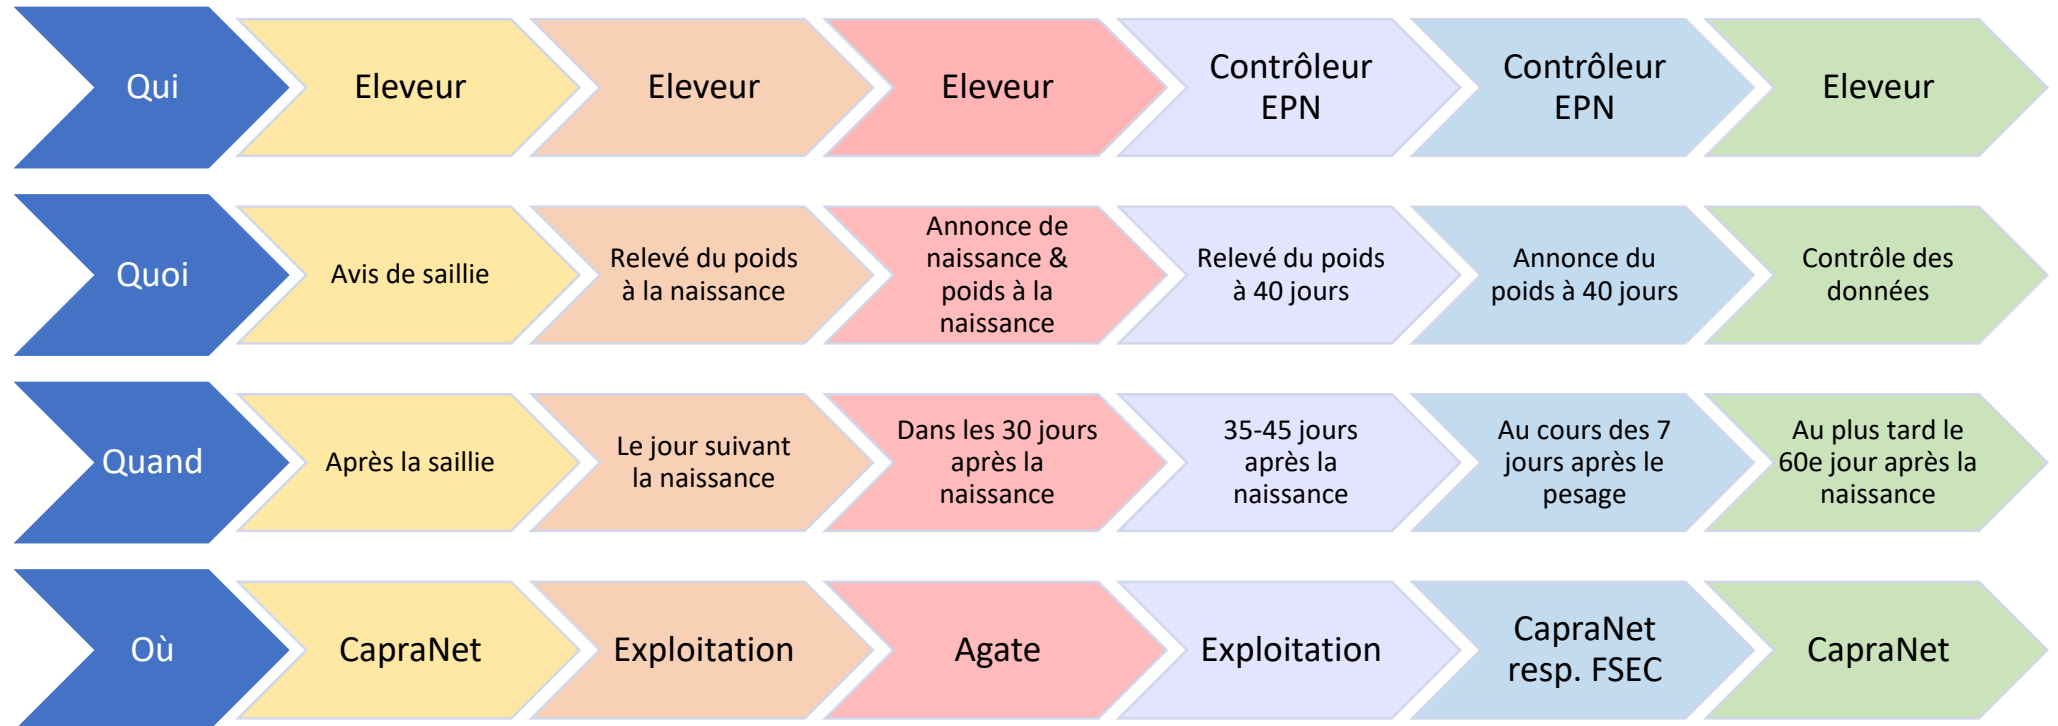 Qui
Eleveur
Eleveur
Eleveur
Contrôleur
EPN
Contrôleur
EPN
Eleveur
Quoi
Avis de saillie
Relevé du poids
à la naissance
Annonce de
naissance &
poids à la
naissance
Relevé du poids
à 40 jours
Annonce du
poids à 40 jours
Contrôle des
données
Quand
Après la saillie
Le jour suivant
la naissance
Dans les 30 jours
après la
naissance
35-45 jours
après la
naissance
Au cours des 7
jours après le
pesage
Au plus tard le
60e jour après la
naissance
Où
CapraNet
Exploitation
Agate
Exploitation
CapraNet
resp. FSEC
CapraNet